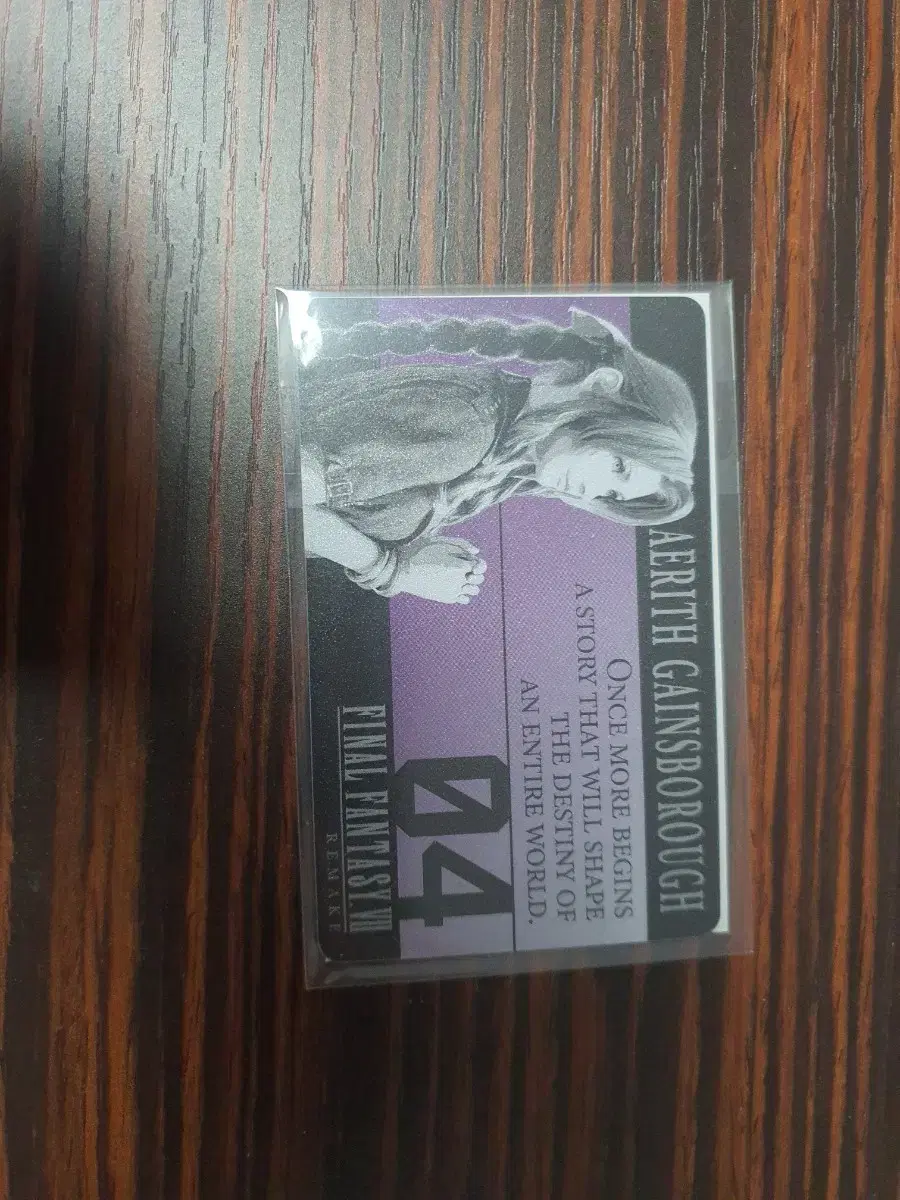 AERITH GAINSBOROUGH
ONCE MORE BEGINS
A STORY THAT WILL SHAPE
THE DESTINY OF
AN ENTIRE WORLD.
04
FINAL FANTASY VII
REMAKE